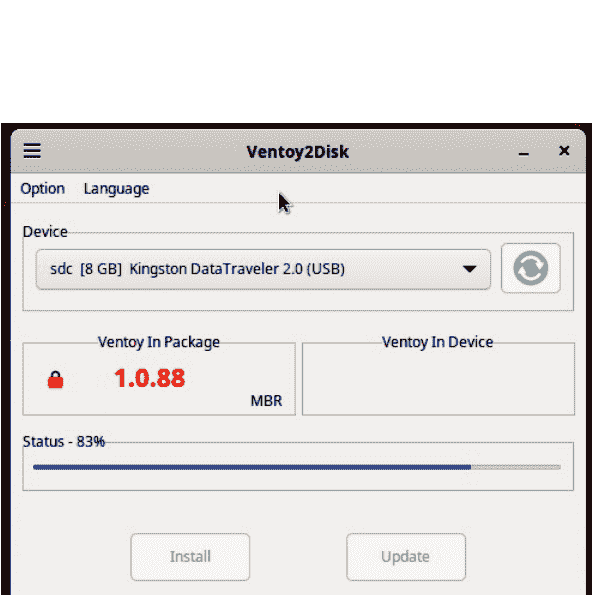 Ventoy2Disk
Option Language
Device
sdc [8 GB] Kingston DataTraveler 2.0 (USB)
Ventoy In Package Ventoy In Device
1.0.88
MBR
Status - 83%
Install Update